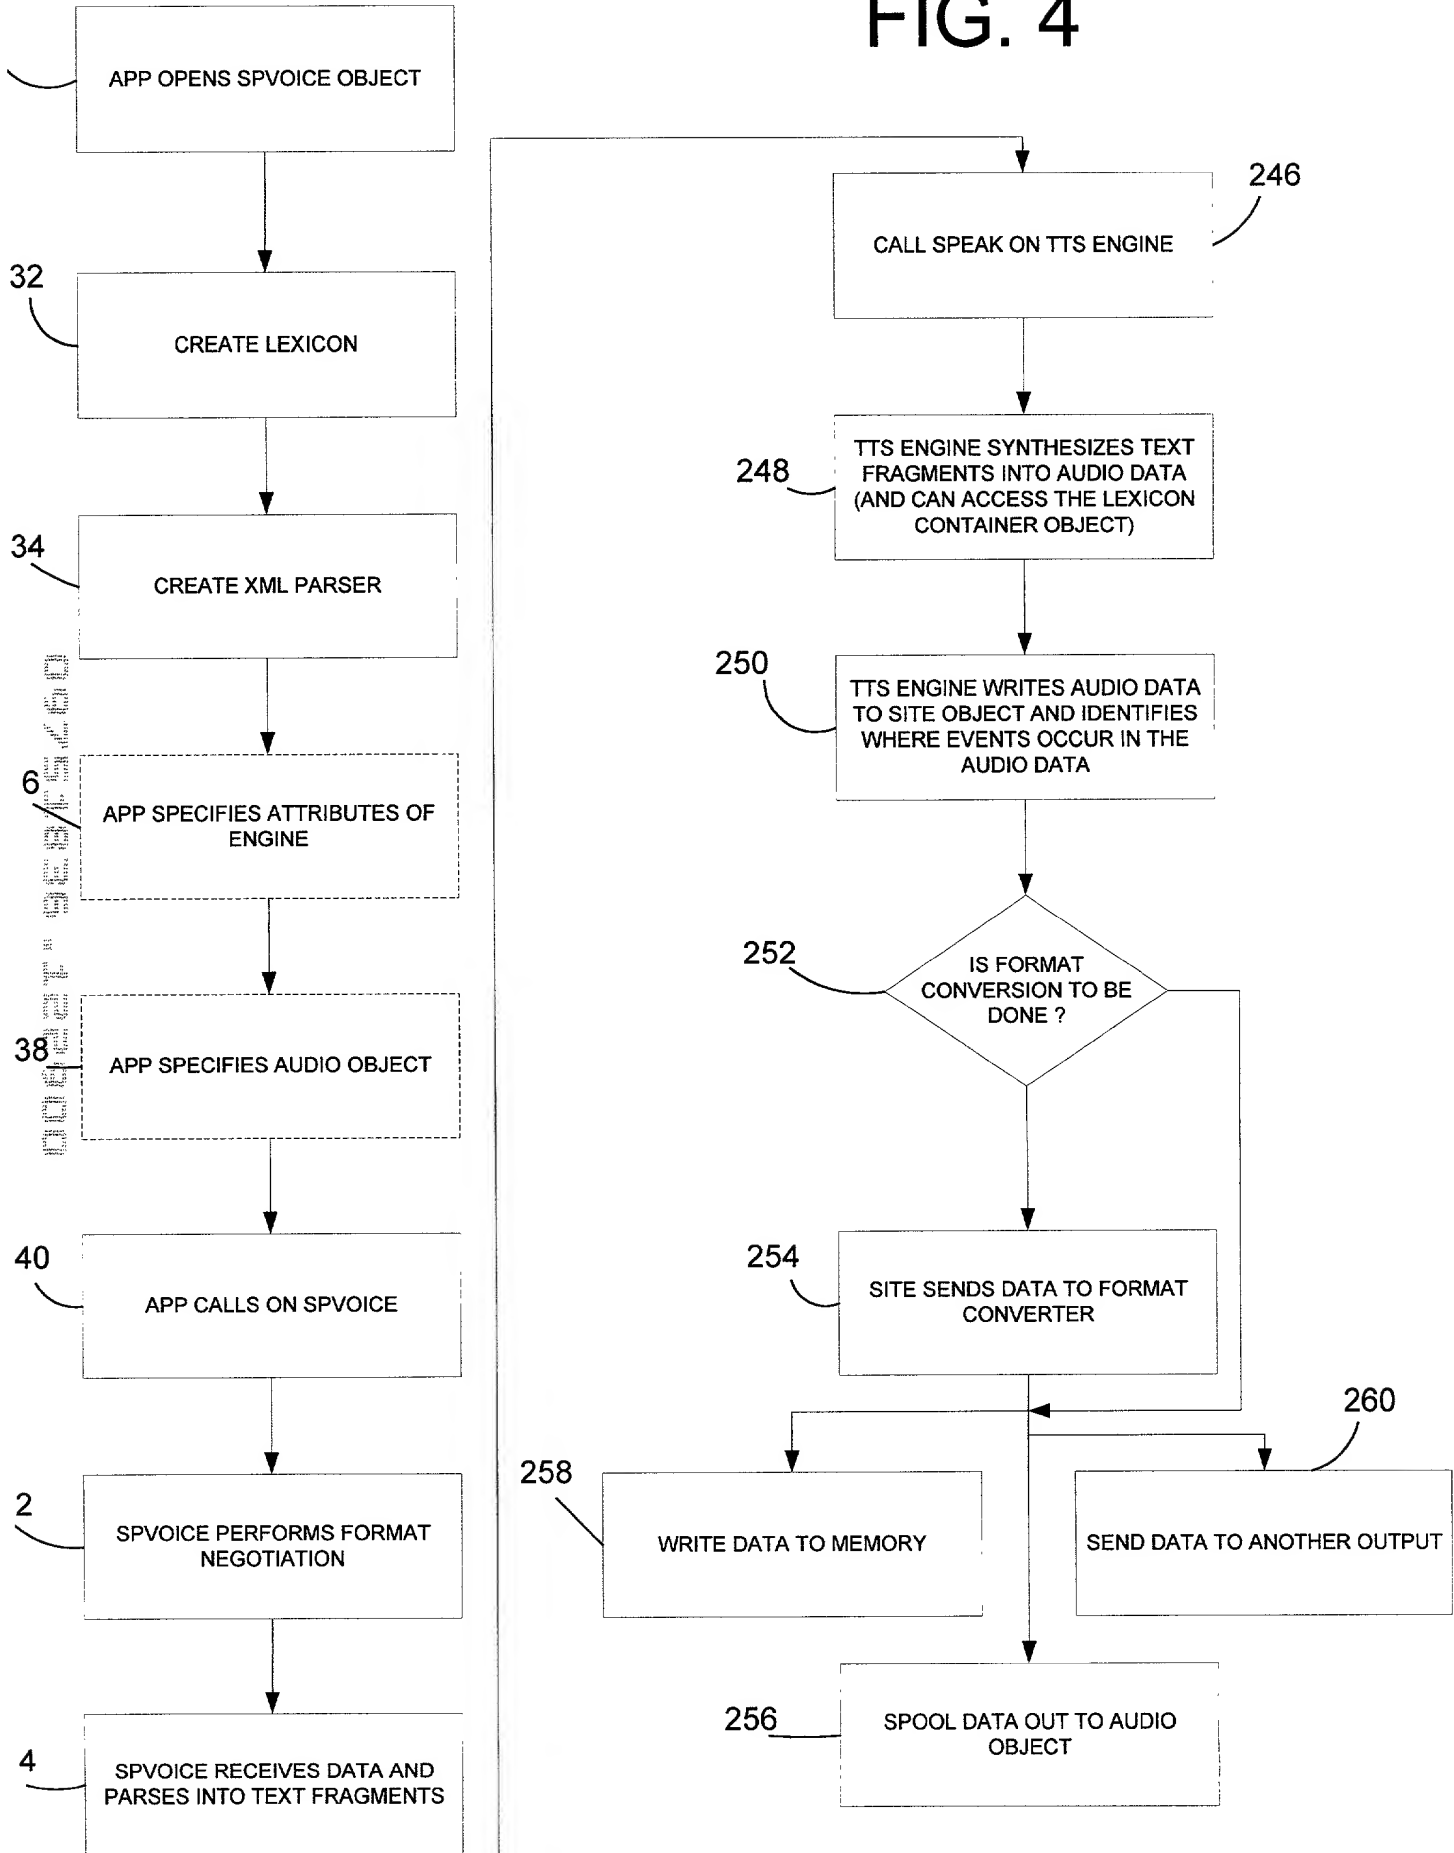 FIG. 4
APP OPENS SPVOICE OBJECT
32
CREATE LEXICON
34
CREATE XML PARSER
6
APP SPECIFIES ATTRIBUTES OF
ENGINE
38
APP SPECIFIES AUDIO OBJECT
40
APP CALLS ON SPVOICE
2
SPVOICE PERFORMS FORMAT
NEGOTIATION
4
SPVOICE RECEIVES DATA AND
PARSES INTO TEXT FRAGMENTS
246
CALL SPEAK ON TTS ENGINE
248
TTS ENGINE SYNTHESIZES TEXT
FRAGMENTS INTO AUDIO DATA
(AND CAN ACCESS THE LEXICON
CONTAINER OBJECT)
250
TTS ENGINE WRITES AUDIO DATA
TO SITE OBJECT AND IDENTIFIES
WHERE EVENTS OCCUR IN THE
AUDIO DATA
252
IS FORMAT
CONVERSION TO BE
DONE ?
254
SITE SENDS DATA TO FORMAT
CONVERTER
258
WRITE DATA TO MEMORY
260
SEND DATA TO ANOTHER OUTPUT
256
SPOOL DATA OUT TO AUDIO
OBJECT